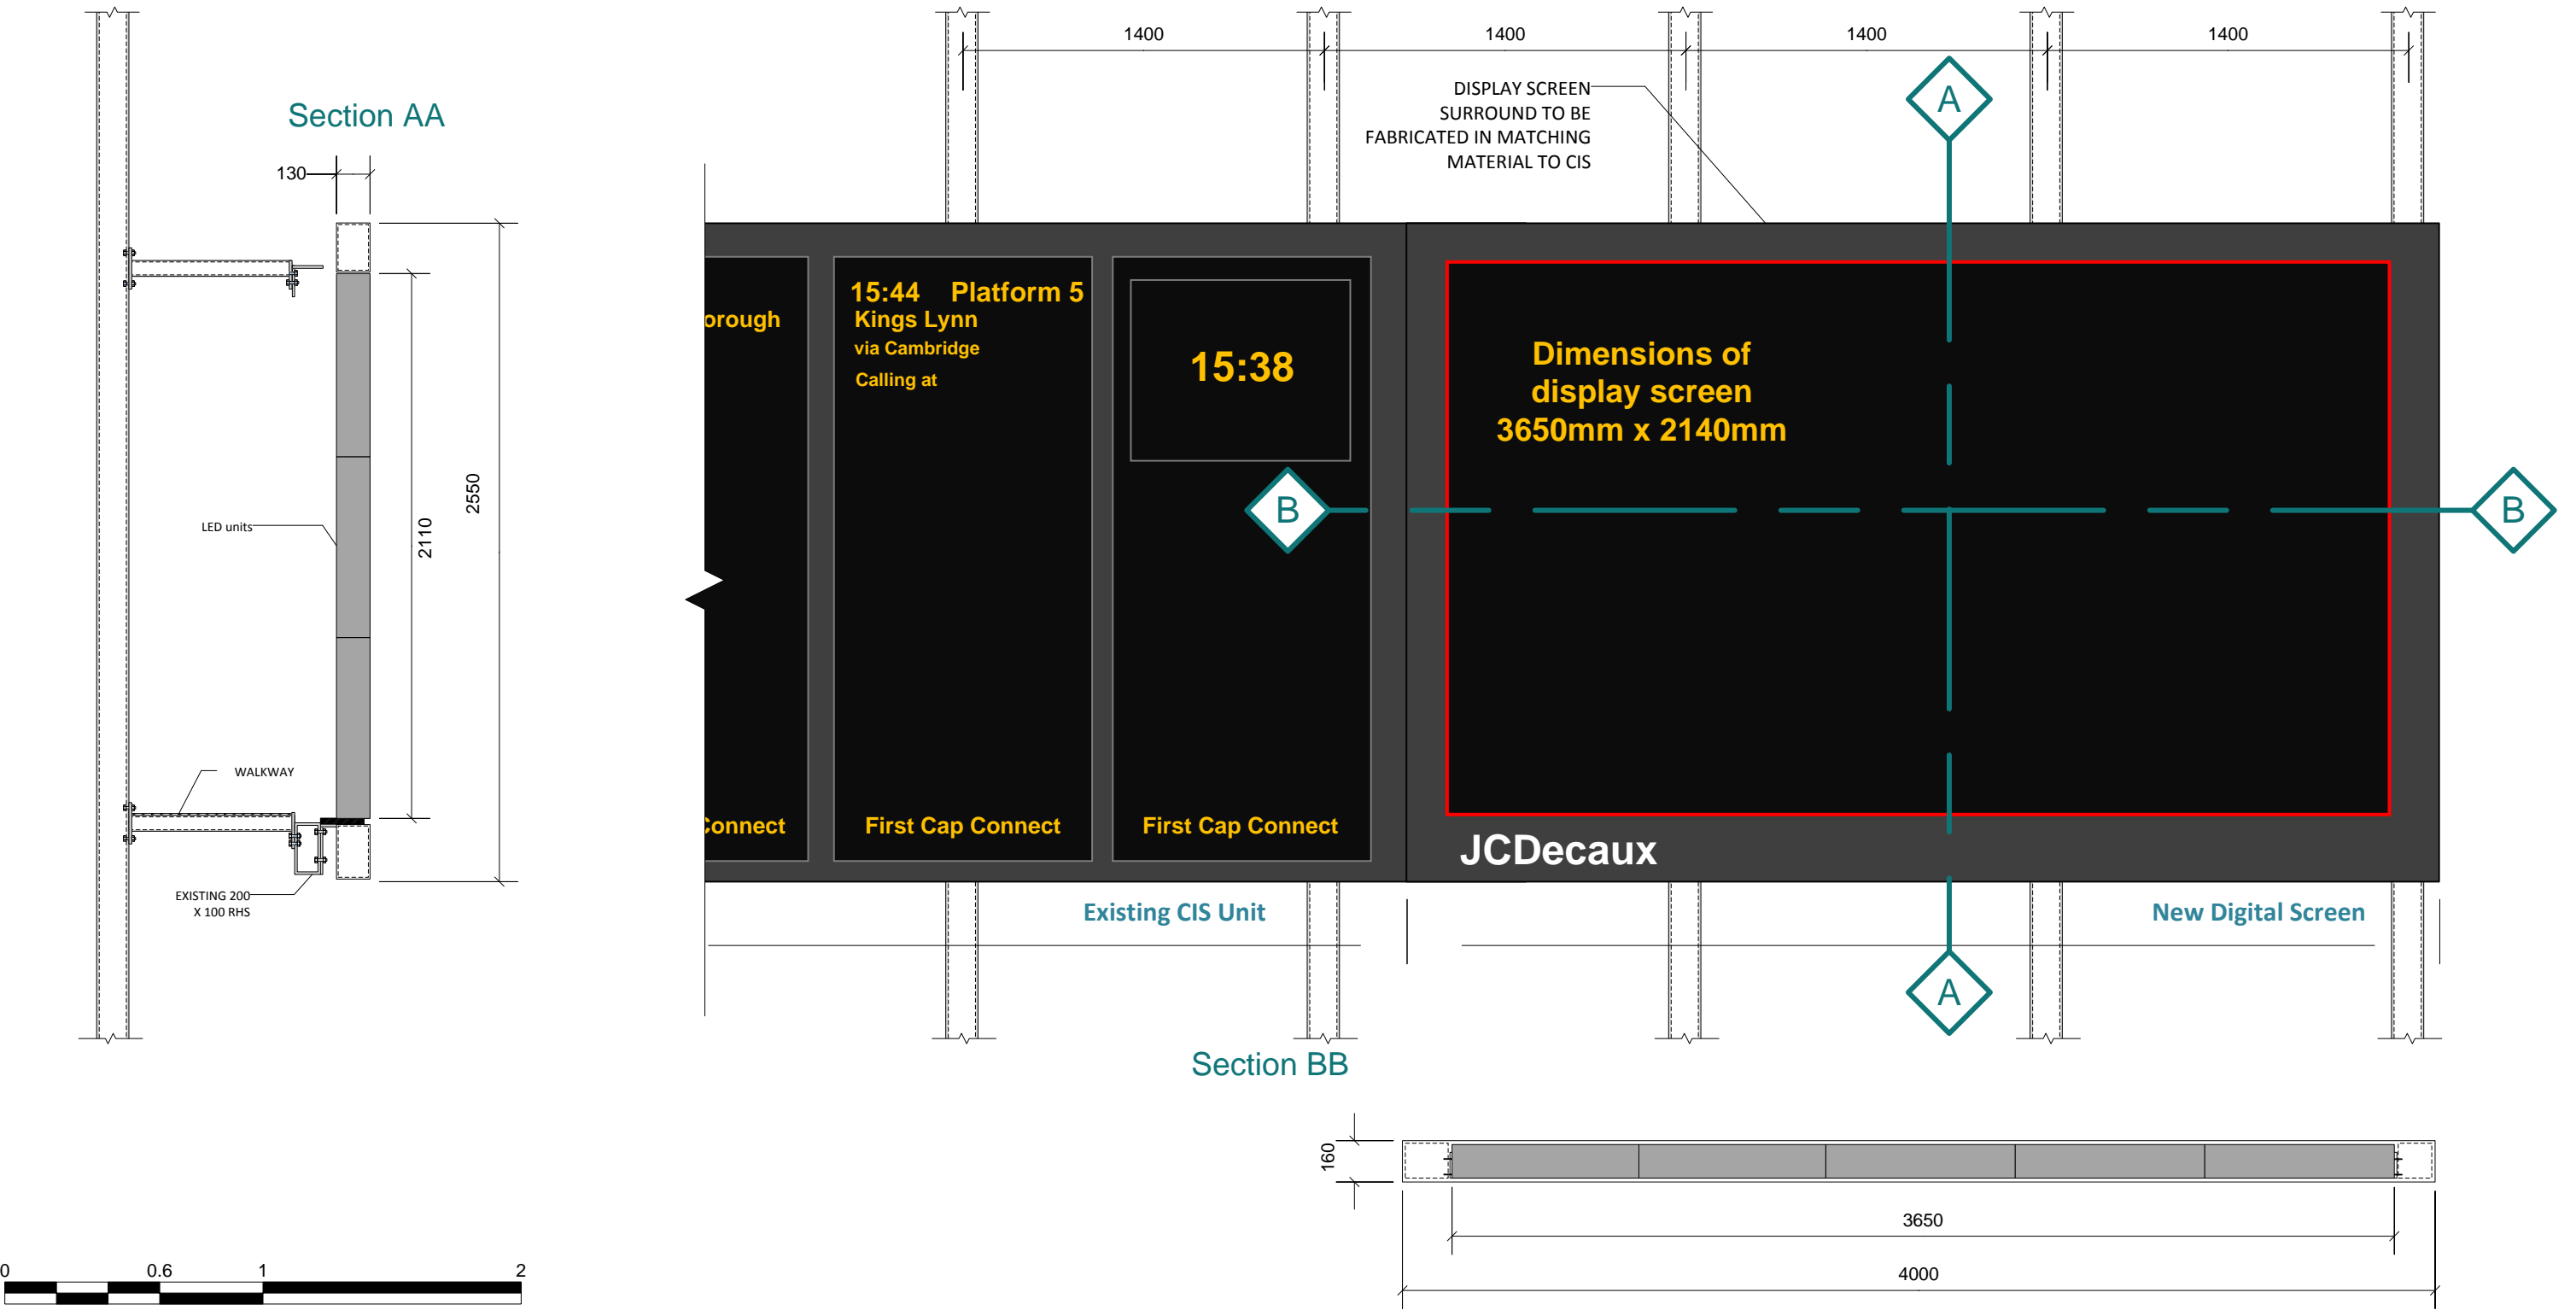 1400
1400
1400
1400
DISPLAY SCREEN
SURROUND TO BE
FABRICATED IN MATCHING
MATERIAL TO CIS
A
Section AA
130
2550
2110
LED units
WALKWAY
EXISTING 200
X 100 RHS
orough
Connect
15:44 Platform 5
Kings Lynn
via Cambridge
Calling at
First Cap Connect
15:38
First Cap Connect
Dimensions of
display screen
3650mm x 2140mm
B
B
JCDecaux
Existing CIS Unit
New Digital Screen
A
Section BB
160
3650
4000
0 0.6 1 2